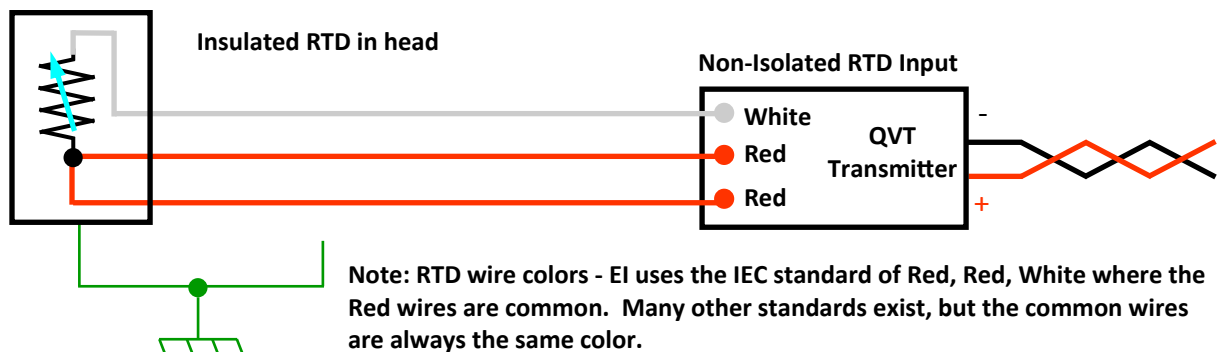 Insulated RTD in head
Non-Isolated RTD Input
White
Red
Red
QVT
Transmitter
-
+
Note: RTD wire colors - EI uses the IEC standard of Red, Red, White where the
Red wires are common.  Many other standards exist, but the common wires
are always the same color.